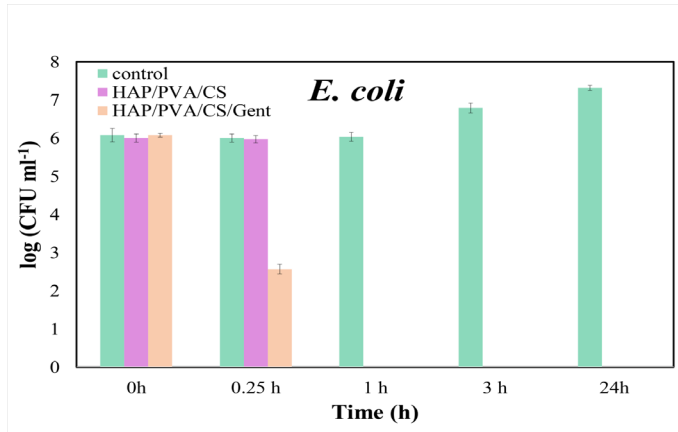 8
7
6
5
4
3
2
1
0
log (CFU ml-1)
control
HAP/PVA/CS
HAP/PVA/CS/Gent
E. coli
0h
0.25 h
1 h
3 h
24h
Time (h)